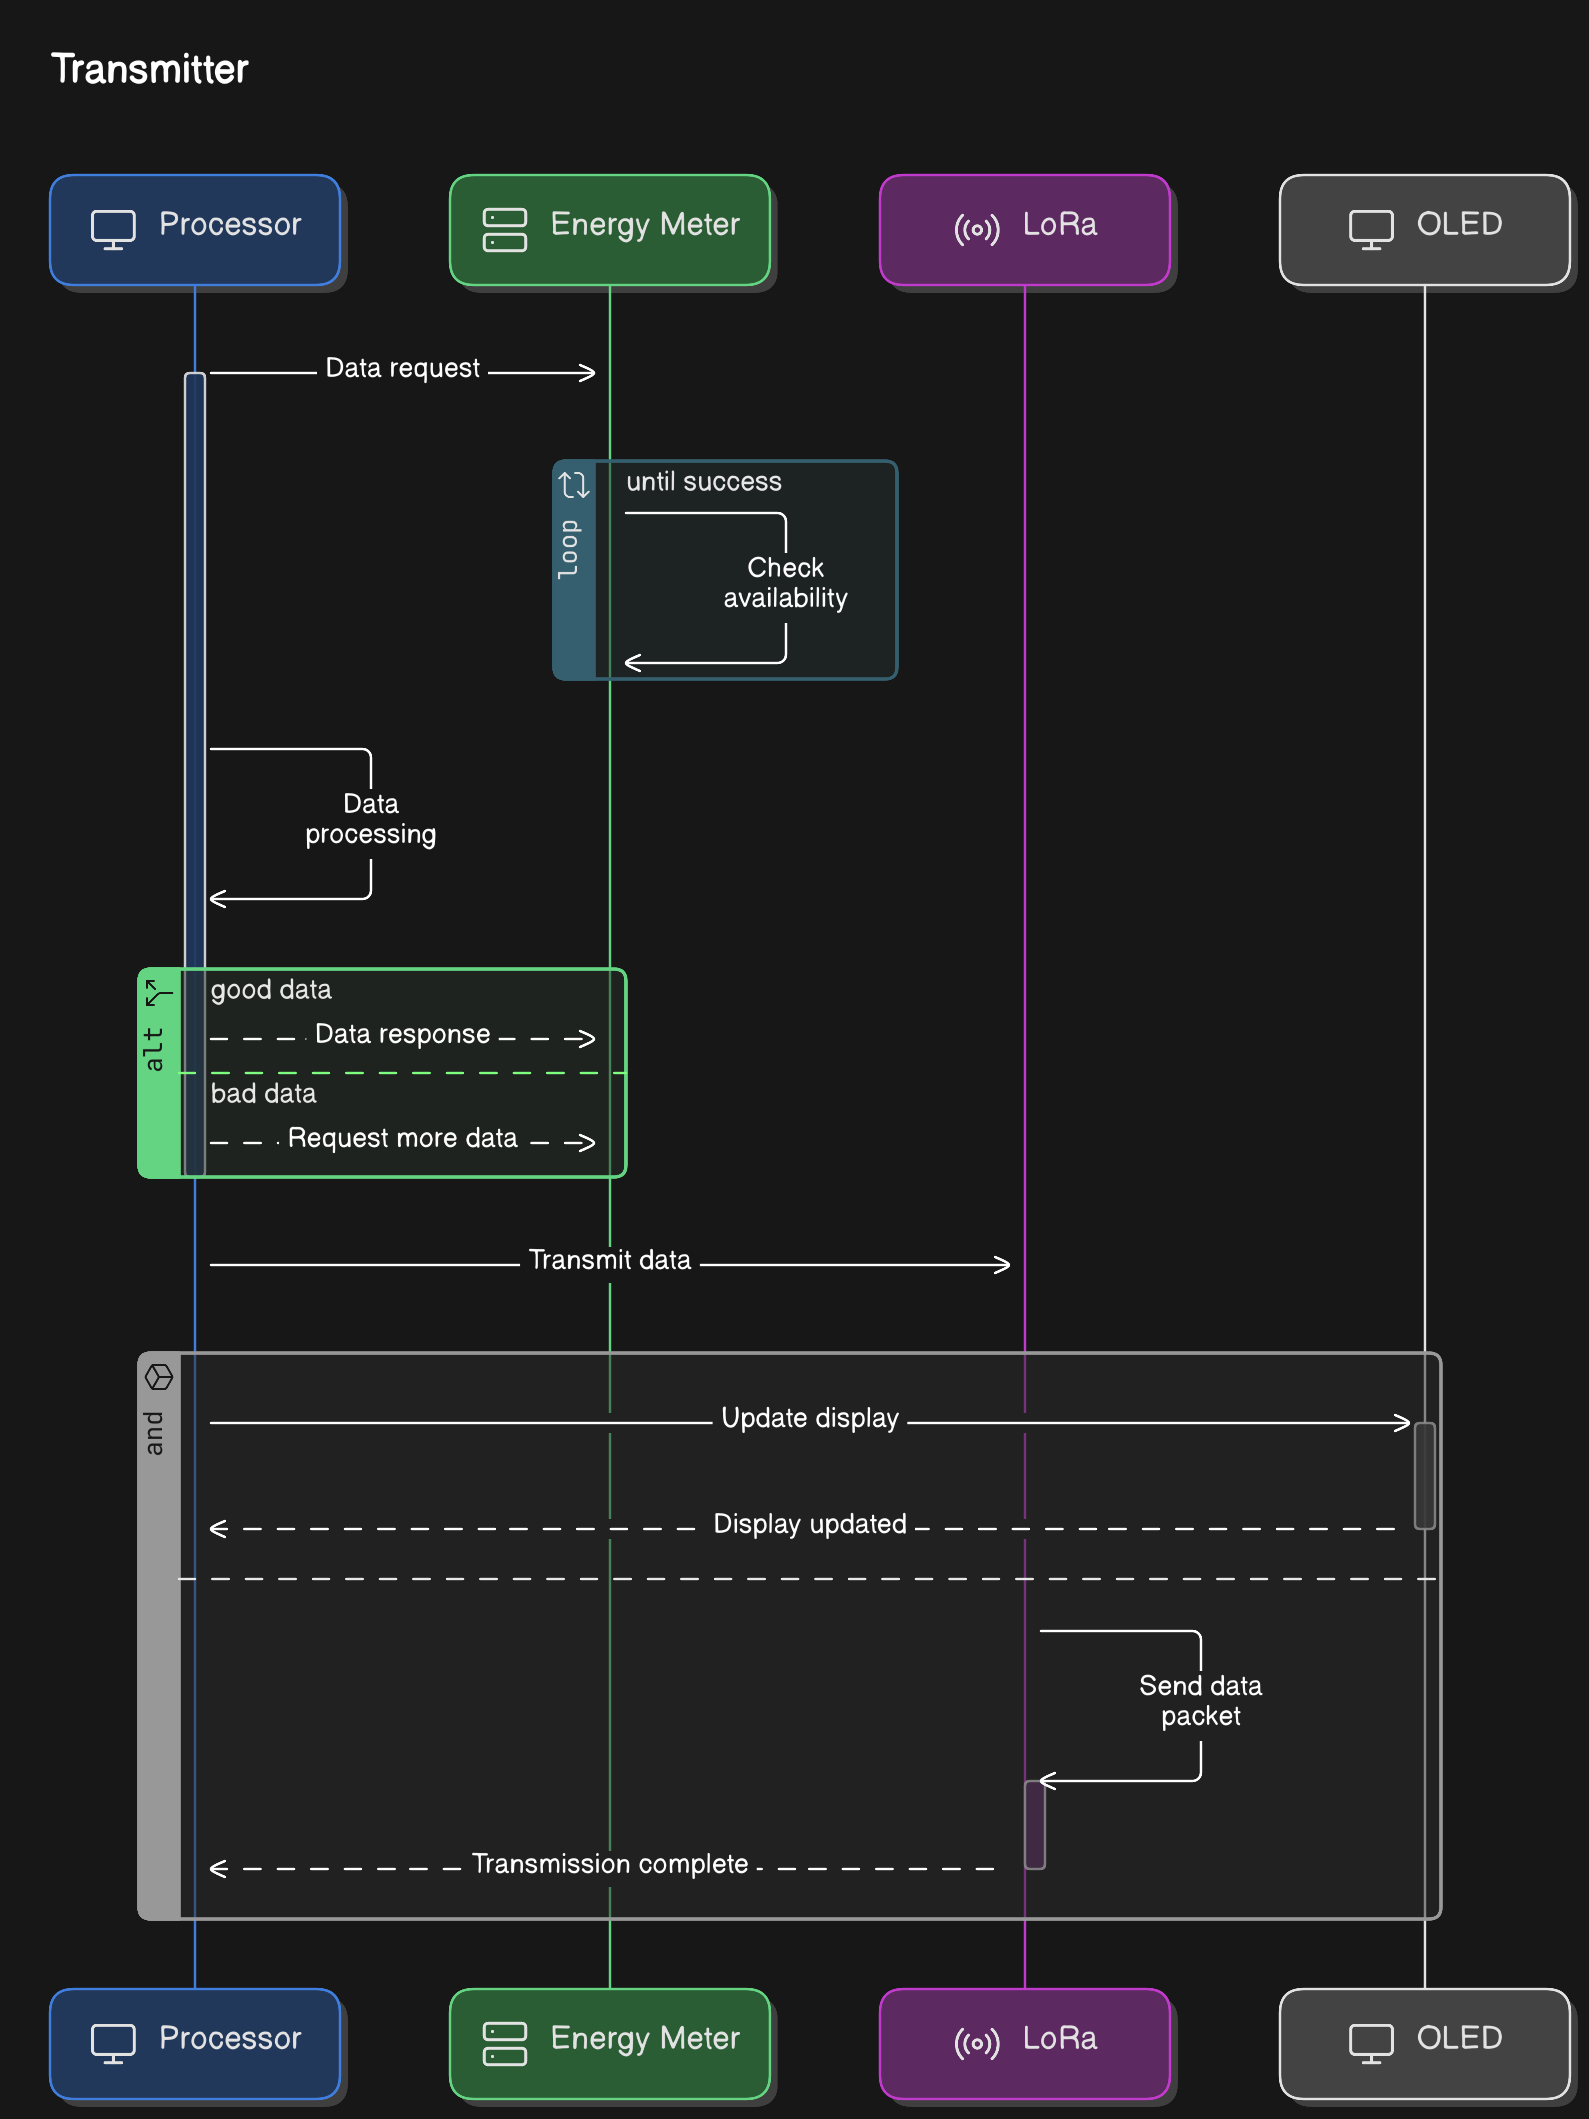 Transmitter
Processor
Energy Meter
LoRa
OLED
Data request
until success
loop
Check
availability
Data
processing
alt
good data
Data response
bad data
Request more data
Transmit data
and
Update display
Display updated
Send data
packet
Transmission complete
Processor
Energy Meter
LoRa
OLED